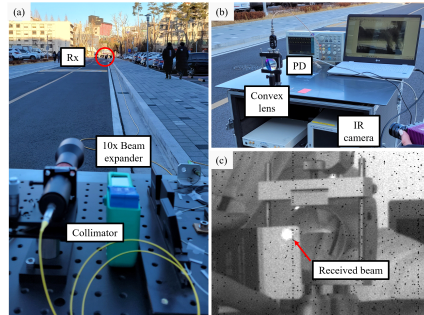 (a)
Rx
10x Beam
expander
Collimator
(b)
PD
Convex
lens
IR
camera
(c)
Received beam